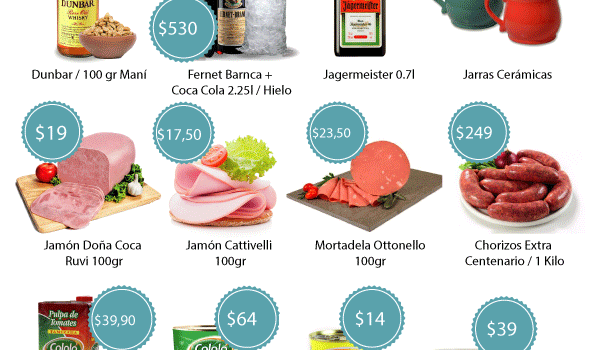 DUNBAR
WHISKY
$530
FERNET-BRANCA
Jägermeister
Dunbar / 100 gr Maní
Fernet Barnca +
Coca Cola 2.25l / Hielo
Jagermeister 0.7l
Jarras Cerámicas
$19
$17,50
$23,50
$249
Jamón Doña Coca
Ruvi 100gr
Jamón Cattivelli
100gr
Mortadela Ottonello
100gr
Chorizos Extra
Centenario / 1 Kilo
Pulpa de
Tomates
$39,90
$64
$14
$39
Cololo
Cololo